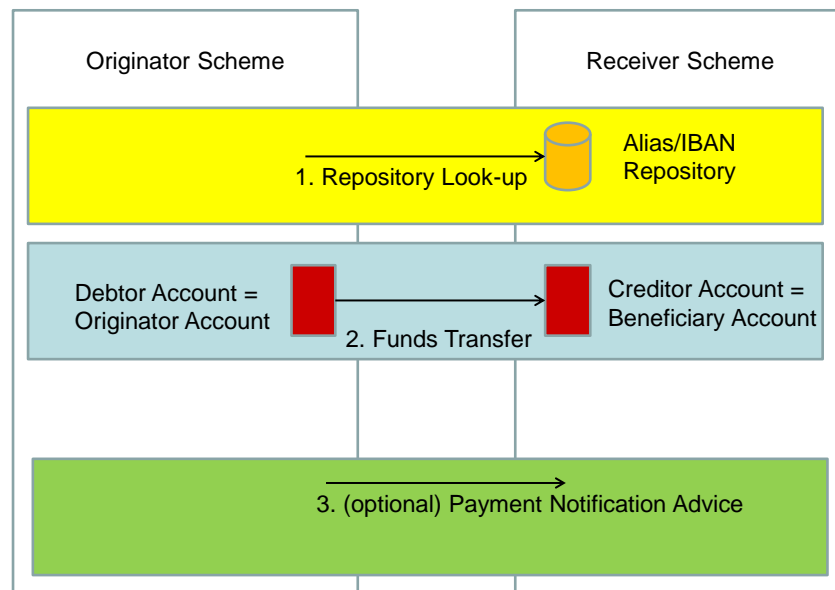 Originator Scheme
Receiver Scheme
Alias/IBAN
Repository
1. Repository Look-up
Debtor Account =
Originator Account
Creditor Account =
Beneficiary Account
2. Funds Transfer
3. (optional) Payment Notification Advice